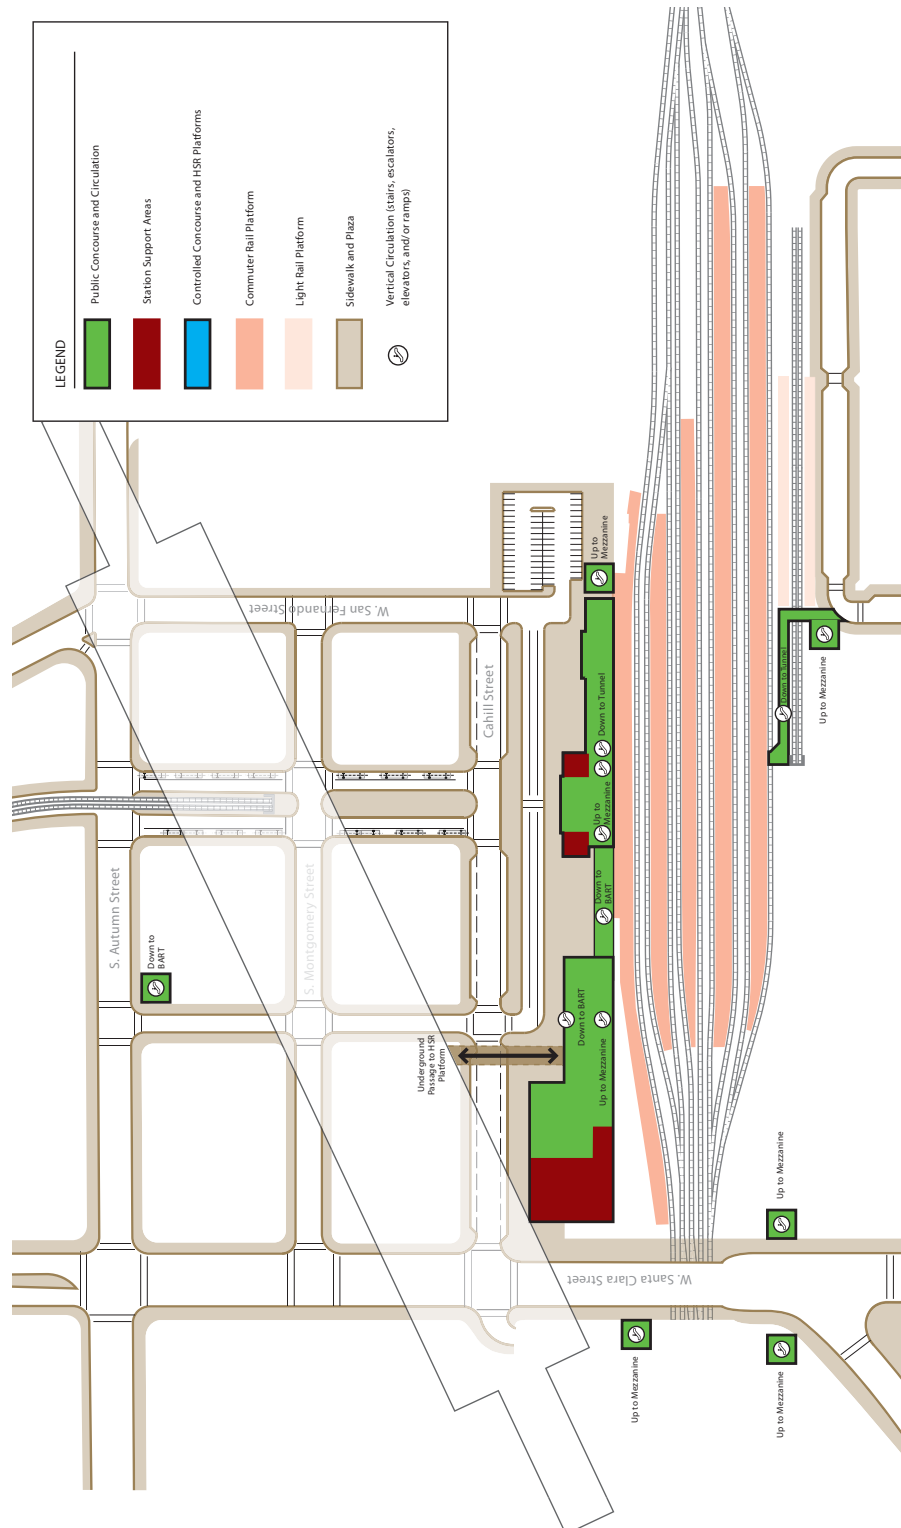 LEGEND
Public Concourse and Circulation
Station Support Areas
Controlled Concourse and HSR Platforms
Commuter Rail Platform
Light Rail Platform
Sidewalk and Plaza
Vertical Circulation (stairs, escalators,
elevators, and/or ramps)
W. San Fernando Street
Cahill Street
S. Autumn Street
S. Montgomery Street
W. Santa Clara Street
Up to
Mezzanine
Down to Tunnel
Up to
Mezzanine
Down to
BART
Down to BART
Up to Mezzanine
Down to
BART
Underground
Passage to HSR
Platform
Down to Tunnel
Up to Mezzanine
Up to Mezzanine
Up to Mezzanine
Up to Mezzanine